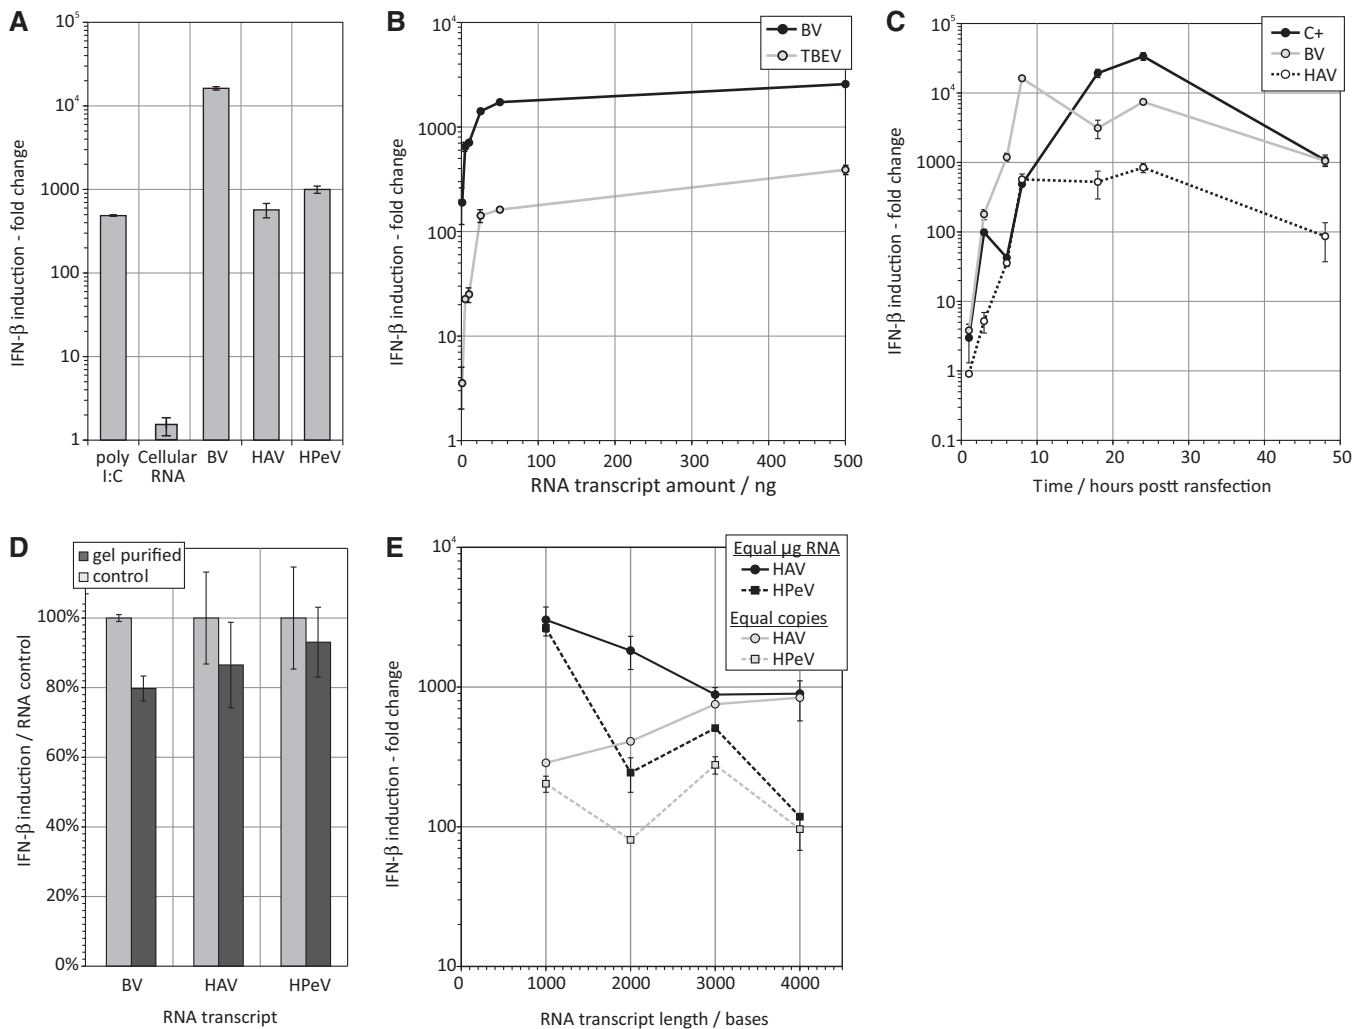 A
IFN-β induction - fold change
10⁵
10⁴
1000
100
10
1
poly I:C
Cellular RNA
BV
HAV
HPeV
B
BV
TBEV
IFN-β induction - fold change
10⁴
1000
100
10
1
0 100 200 300 400 500
RNA transcript amount / ng
C
C+
BV
HAV
IFN-β induction - fold change
10⁵
10⁴
1000
100
10
1
0.1
0 10 20 30 40 50
Time / hours postt ransfection
D
gel purified
control
IFN-β induction / RNA control
100%
80%
60%
40%
20%
0%
BV HAV HPeV
RNA transcript
E
Equal µg RNA
HAV
HPeV
Equal copies
HAV
HPeV
IFN-β induction - fold change
10⁴
1000
100
10
0 1000 2000 3000 4000
RNA transcript length / bases